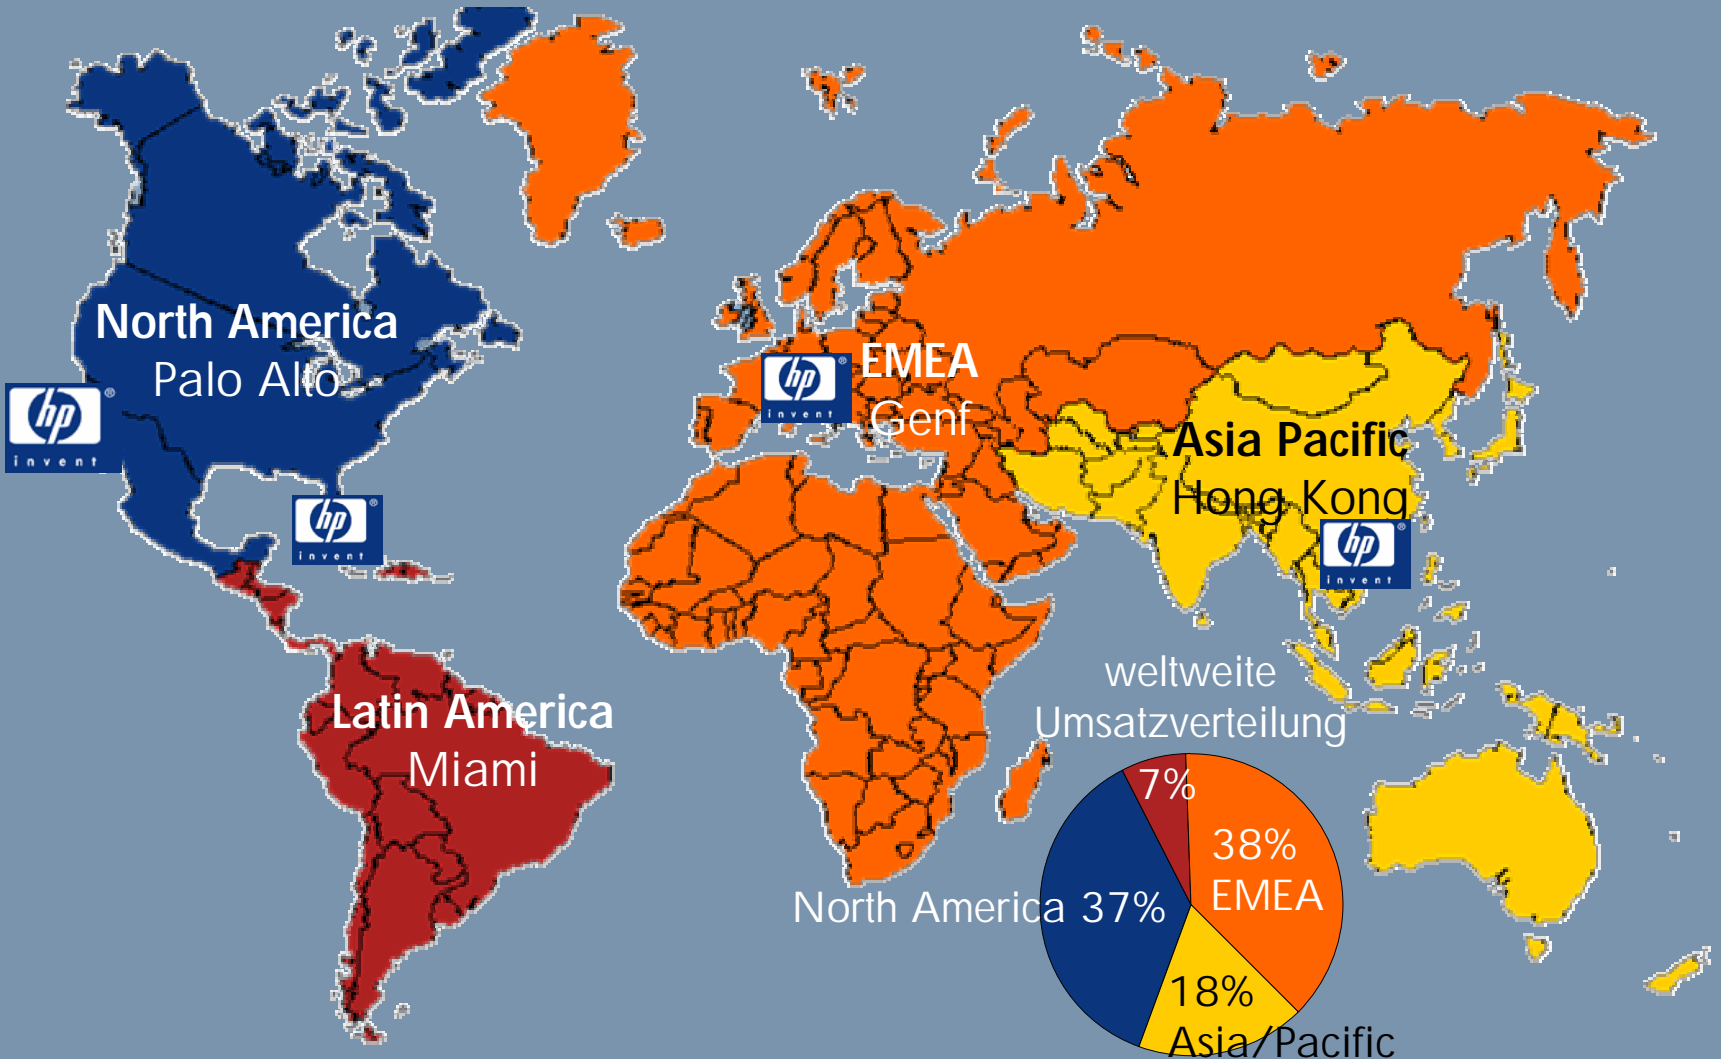 North America
Palo Alto
hp ®
invent
hp ®
invent
Latin America
Miami
hp ®
invent
EMEA
Genf
Asia Pacific
Hong Kong
hp ®
invent
weltweite
Umsatzverteilung
7%
38%
EMEA
North America 37%
18%
Asia/Pacific